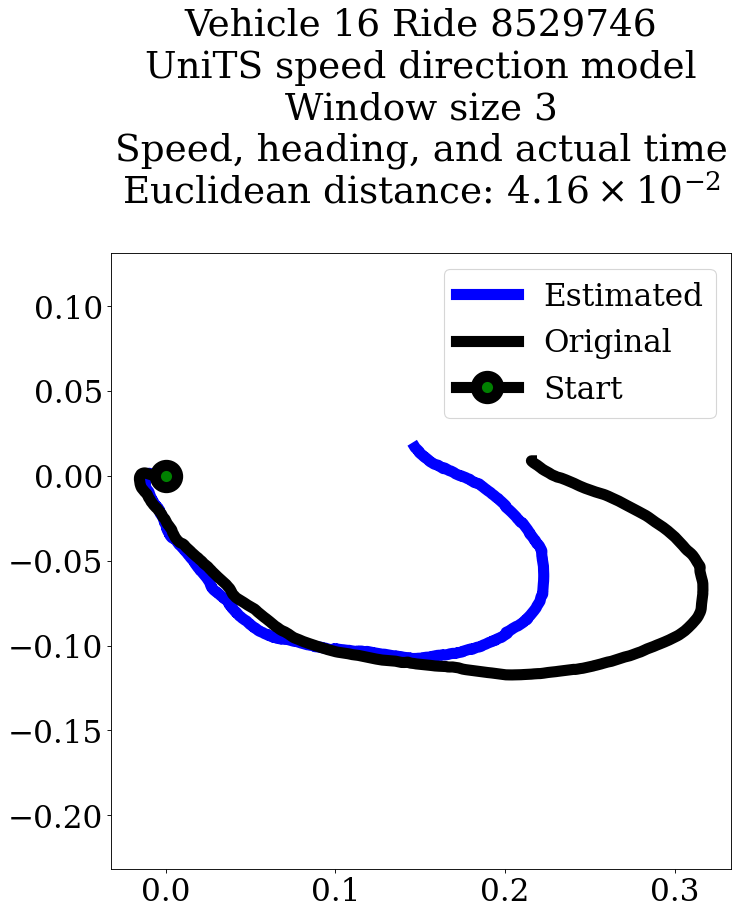 Vehicle 16 Ride 8529746
UniTS speed direction model
Window size 3
Speed, heading, and actual time
Euclidean distance: 4.16 × 10⁻²
Estimated
Original
Start
0.10
0.05
0.00
−0.05
−0.10
−0.15
−0.20
0.0 0.1 0.2 0.3